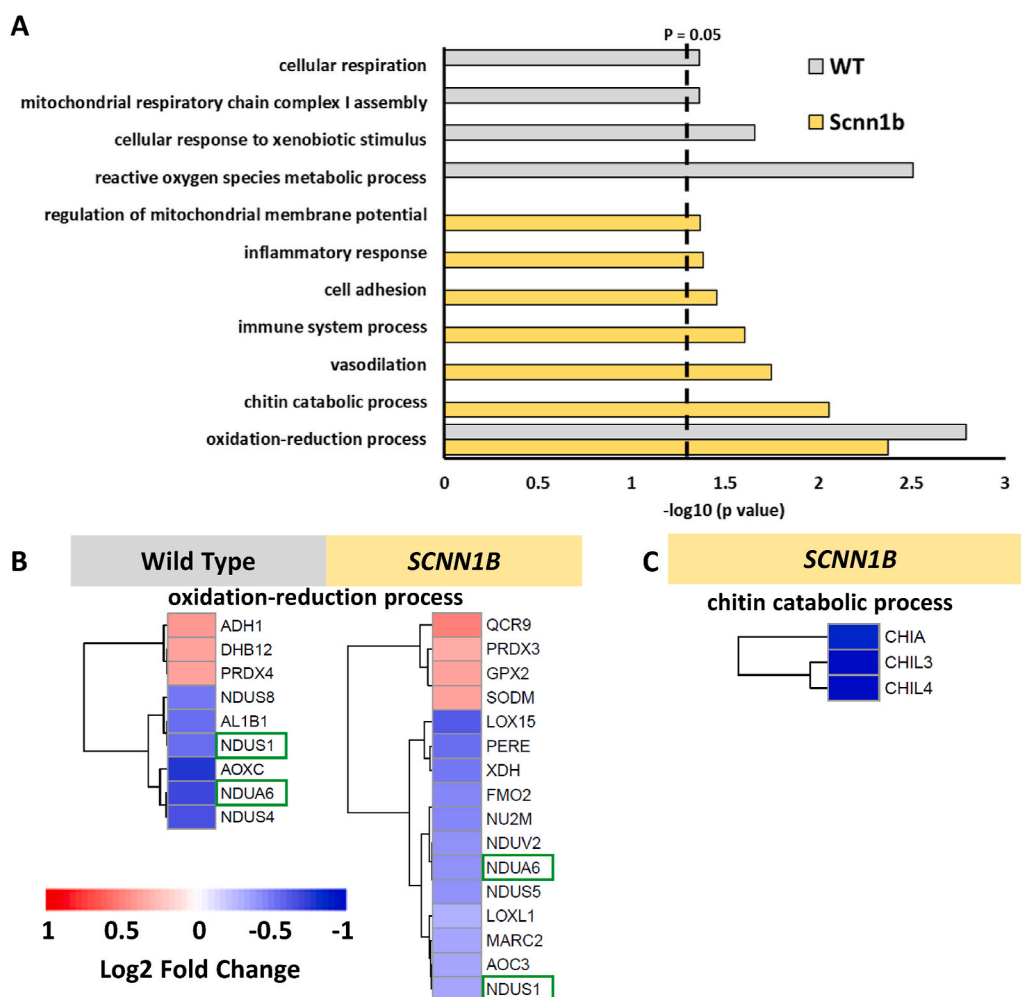 A
P = 0.05
cellular respiration
mitochondrial respiratory chain complex I assembly
cellular response to xenobiotic stimulus
reactive oxygen species metabolic process
regulation of mitochondrial membrane potential
inflammatory response
cell adhesion
immune system process
vasodilation
chitin catabolic process
oxidation-reduction process
WT
Scnn1b
0 0.5 1 1.5 2 2.5 3
-log10 (p value)
B
Wild Type
SCNN1B
oxidation-reduction process
ADH1
DHB12
PRDX4
NDUS8
AL1B1
NDUS1
AOXC
NDUA6
NDUS4
QCR9
PRDX3
GPX2
SODM
LOX15
PERE
XDH
FMO2
NU2M
NDUV2
NDUA6
NDUS5
LOXL1
MARC2
AOC3
NDUS1
1 0.5 0 -0.5 -1
Log2 Fold Change
C
SCNN1B
chitin catabolic process
CHIA
CHIL3
CHIL4